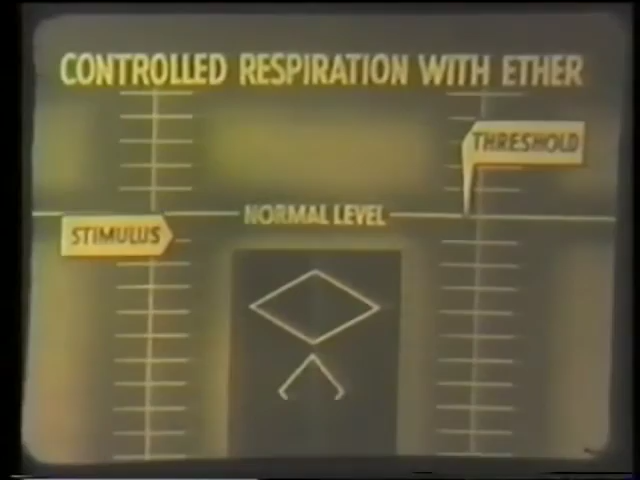 CONTROLLED RESPIRATION WITH ETHER
THRESHOLD
NORMAL LEVEL
STIMULUS